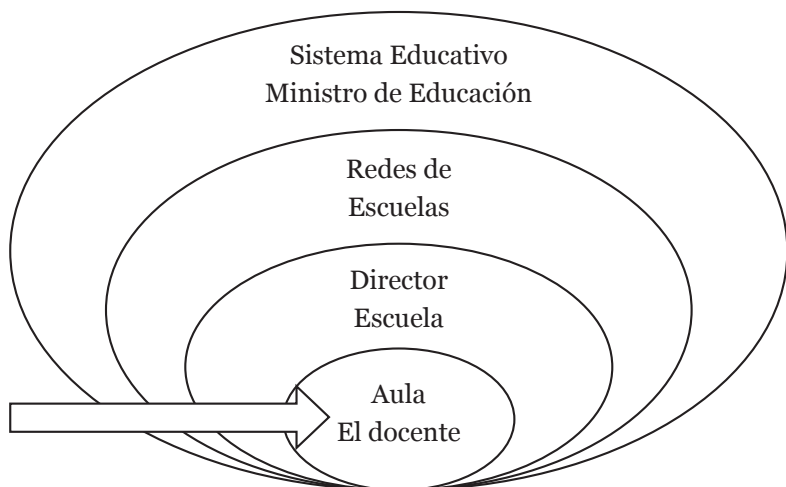 Sistema Educativo
Ministro de Educación
Redes de
Escuelas
Director
Escuela
Aula
El docente